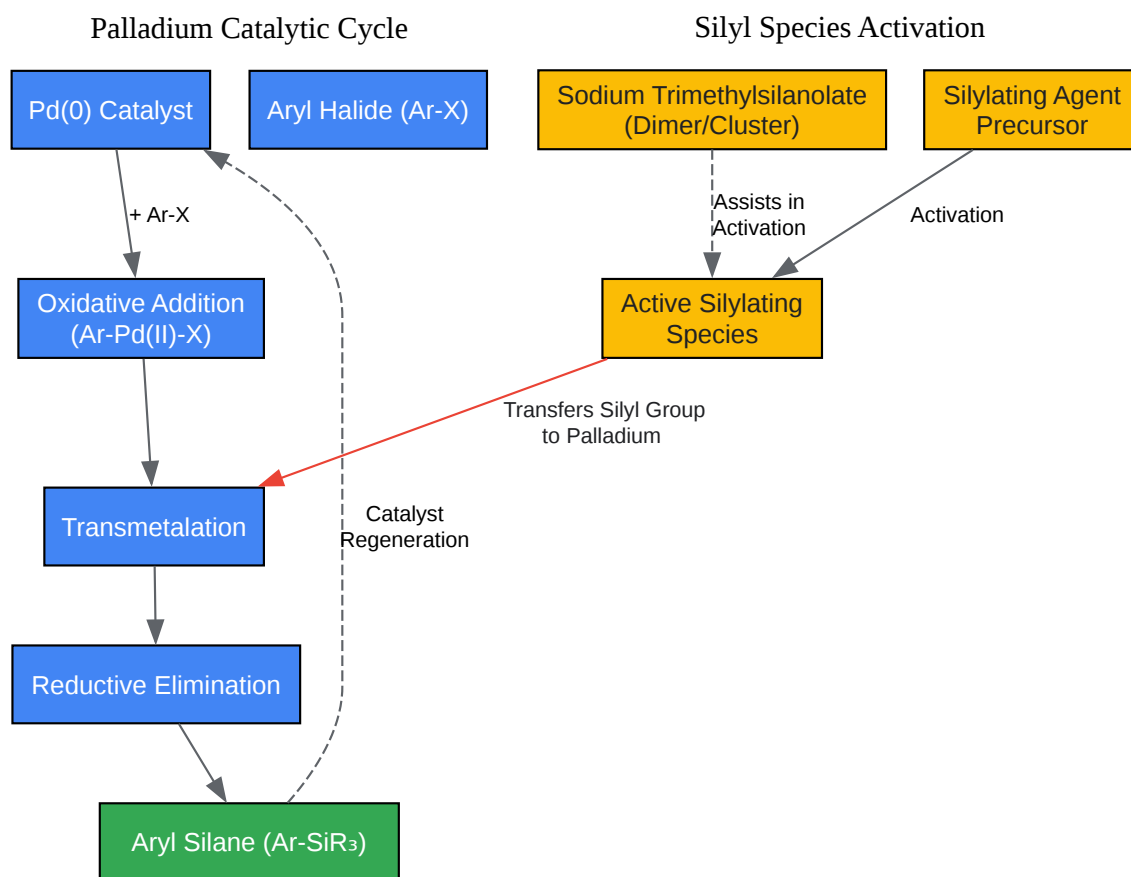 Palladium Catalytic Cycle
Silyl Species Activation
Pd(0) Catalyst
Aryl Halide (Ar-X)
Sodium Trimethylsilanolate
(Dimer/Cluster)
Silylating Agent
Precursor
+ Ar-X
Assists in
Activation
Activation
Oxidative Addition
(Ar-Pd(II)-X)
Active Silylating
Species
Transfers Silyl Group
to Palladium
Transmetalation
Catalyst
Regeneration
Reductive Elimination
Aryl Silane (Ar-SiR₃)